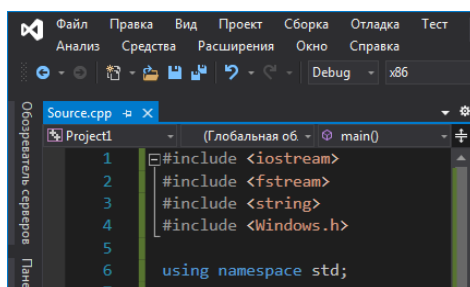 Файл Правка Вид Проект Сборка Отладка Тест
Анализ Средства Расширения Окно Справка
Debug x86
Обозреватель серверов
Source.cpp
Project1 (Глобальная об. main()
1 #include <iostream>
2 #include <fstream>
3 #include <string>
4 #include <Windows.h>
5
6 using namespace std;